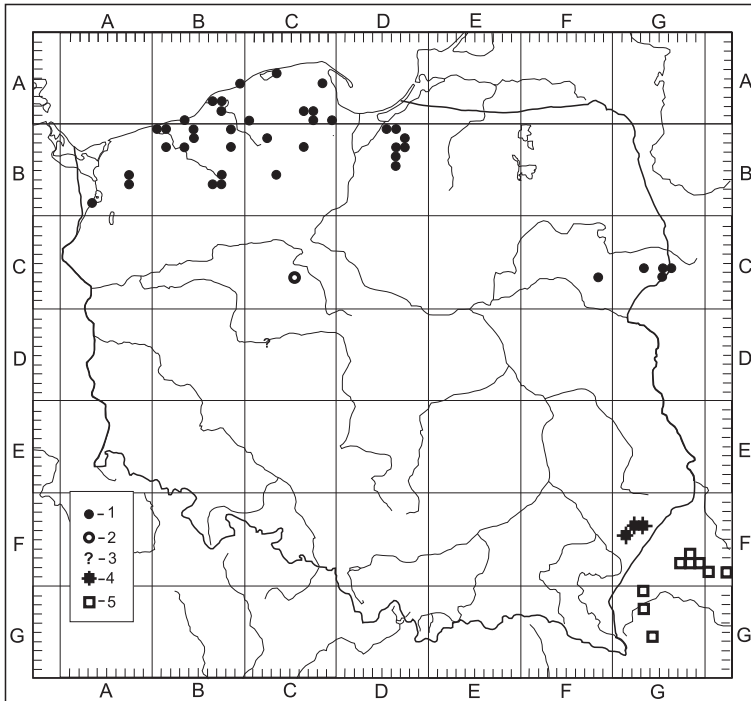 A B C D E F G
A A
B B
C C
?
D D
E E
- 1
- 2
? - 3
- 4
- 5
F F
G G
A B C D E F G